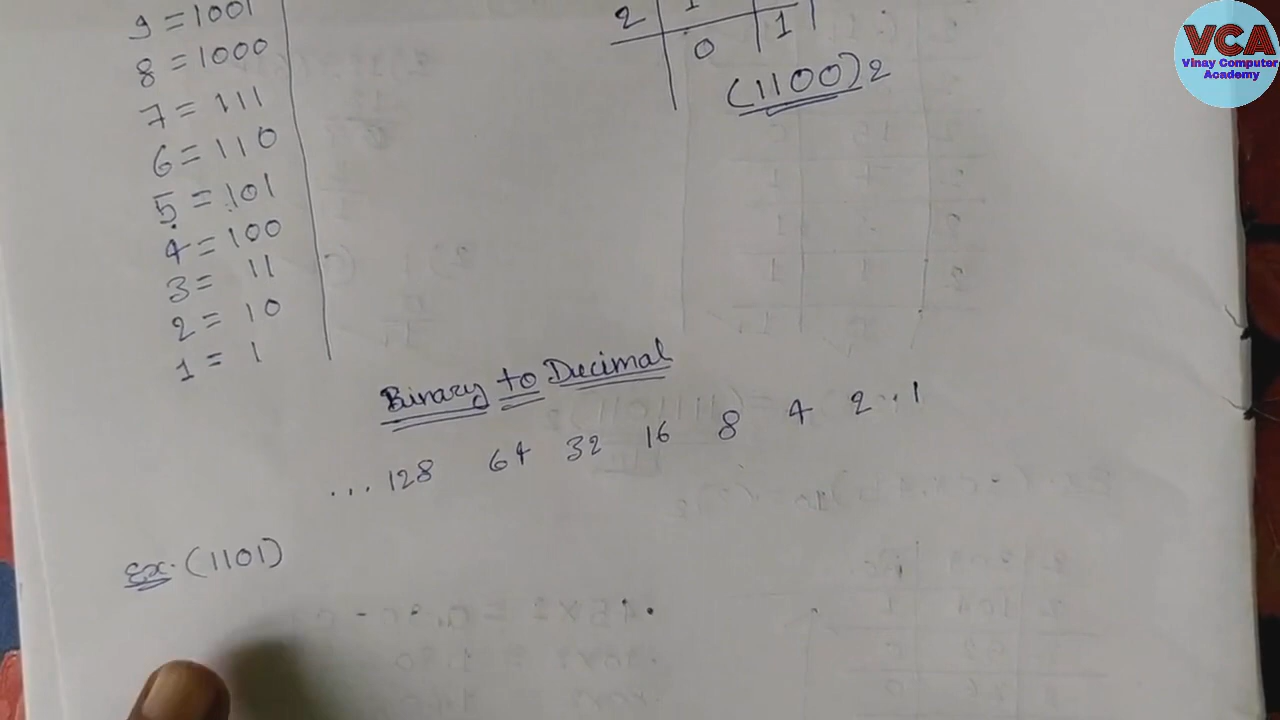 9 = 1001
8 = 1000
7 = 111
6 = 110
5 = 101
4 = 100
3 = 11
2 = 10
1 = 1
2 1
0 1
(1100)2
Binary to Decimal
... 128 64 32 16 8 4 2 1
Ex. (1101)
VCA
Vinay Computer
Academy